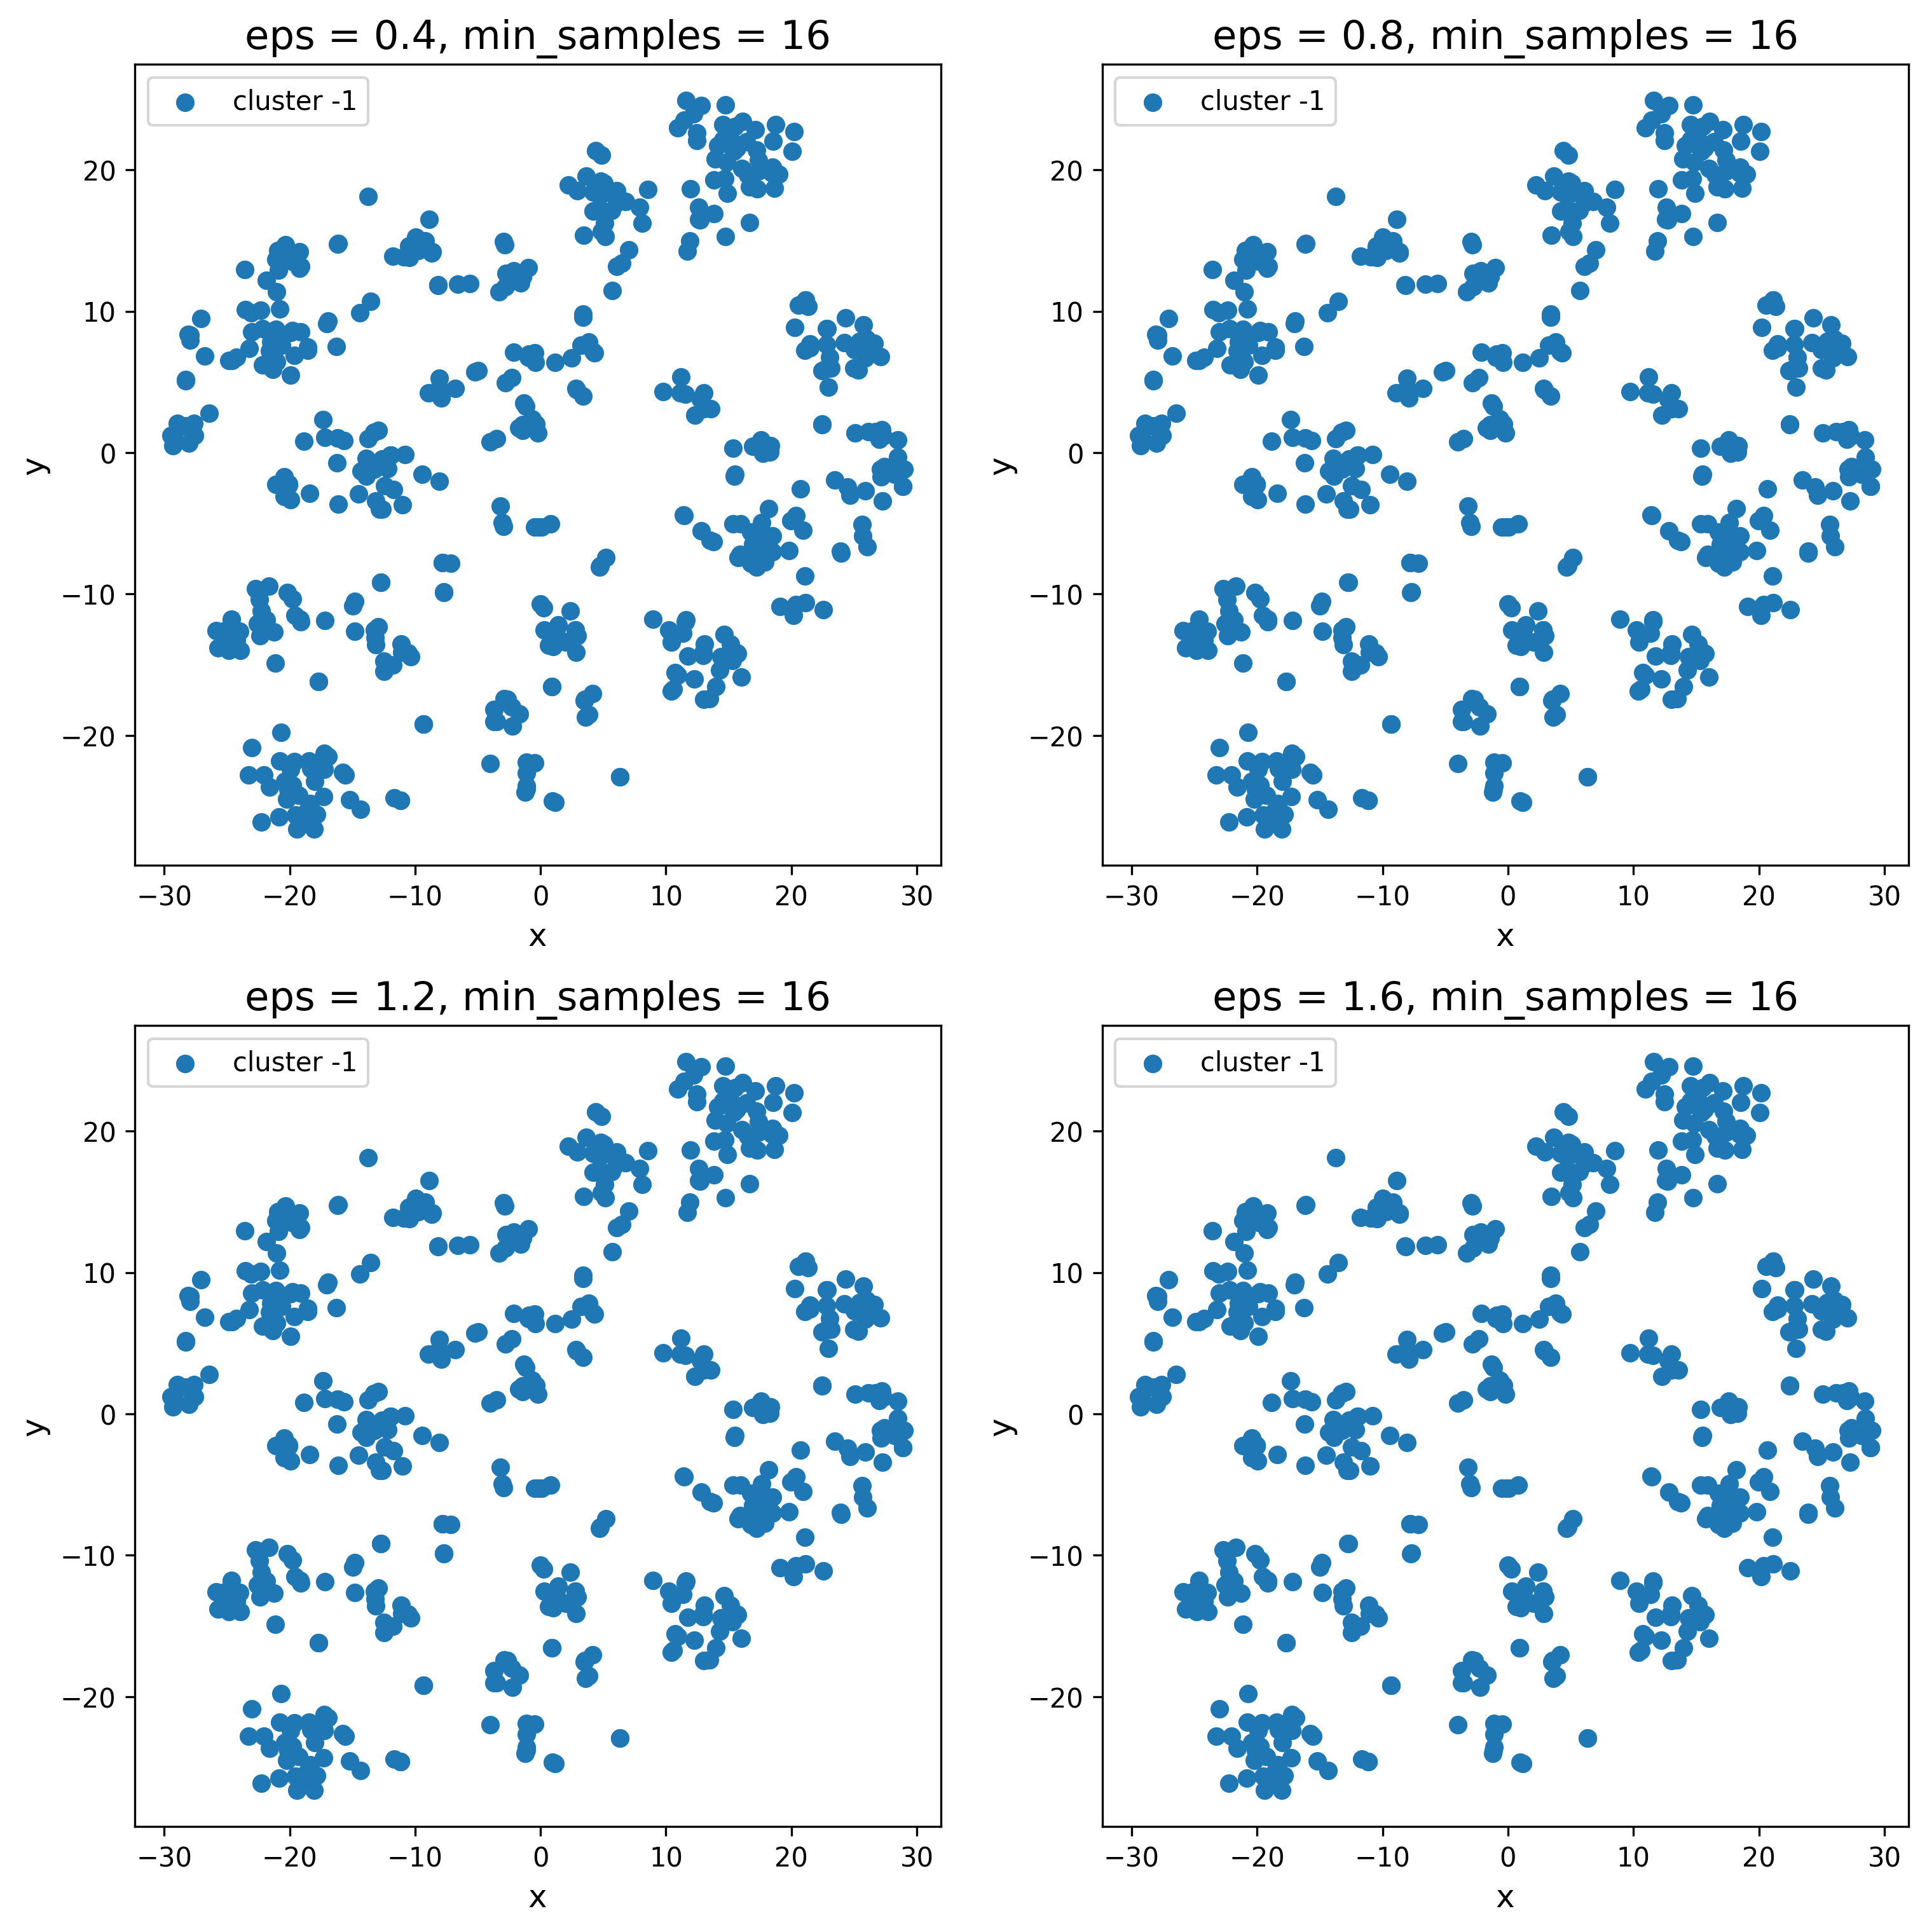 eps = 0.4, min_samples = 16
cluster -1
20
10
0
−10
−20
y
−30 −20 −10 0 10 20 30
x
eps = 0.8, min_samples = 16
cluster -1
20
10
0
−10
−20
y
−30 −20 −10 0 10 20 30
x
eps = 1.2, min_samples = 16
cluster -1
20
10
0
−10
−20
y
−30 −20 −10 0 10 20 30
x
eps = 1.6, min_samples = 16
cluster -1
20
10
0
−10
−20
y
−30 −20 −10 0 10 20 30
x